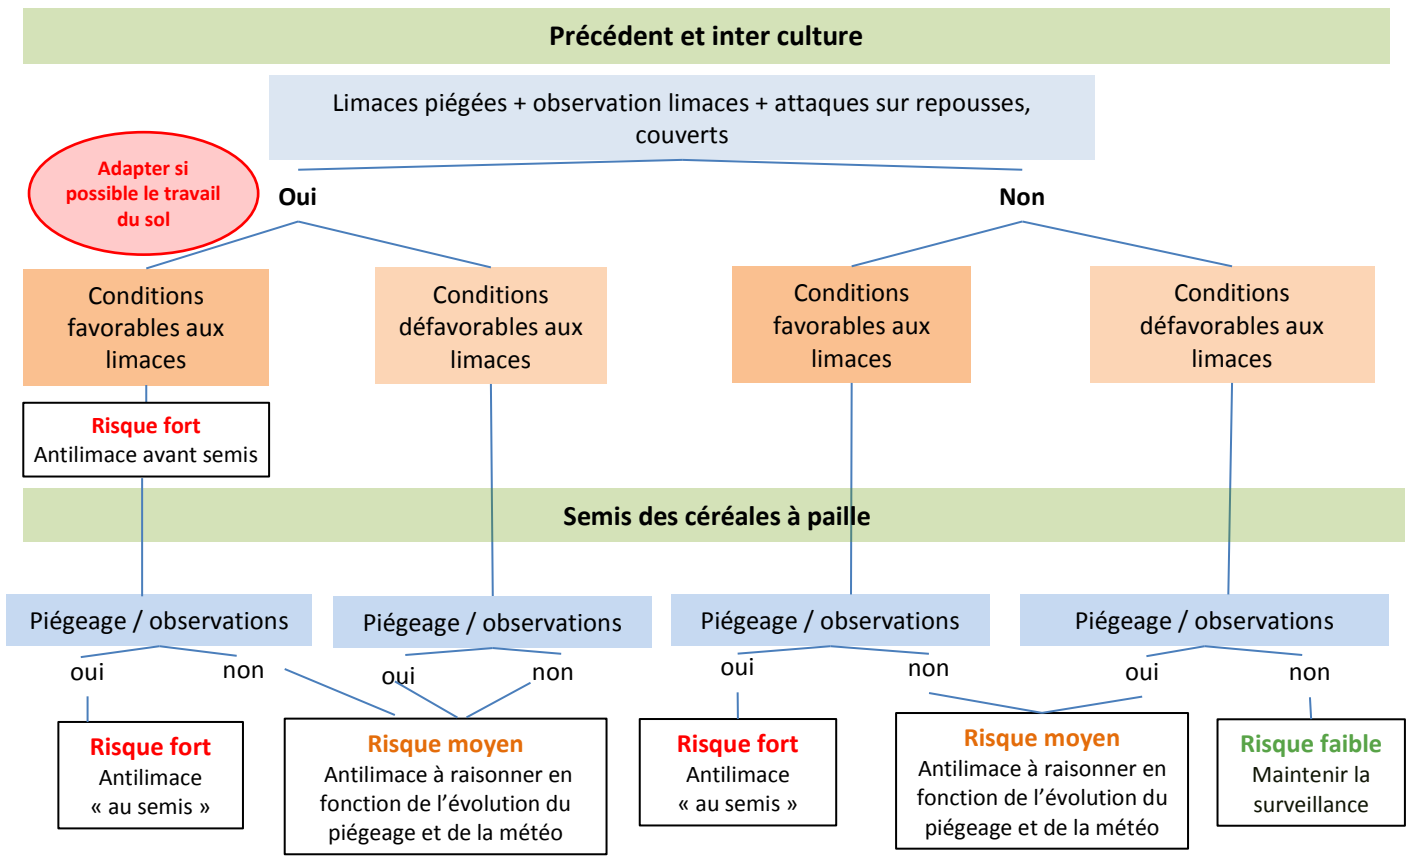 Précédent et inter culture
Limaces piégées + observation limaces + attaques sur repousses,
couverts
Adapter si
possible le travail
du sol
Oui
Non
Conditions
favorables aux
limaces
Conditions
défavorables aux
limaces
Conditions
favorables aux
limaces
Conditions
défavorables aux
limaces
Risque fort
Antilimace avant semis
Semis des céréales à paille
Piégeage / observations
Piégeage / observations
Piégeage / observations
Piégeage / observations
oui
non
oui
non
oui
non
oui
non
Risque fort
Antilimace
« au semis »
Risque moyen
Antilimace à raisonner en
fonction de l’évolution du
piégeage et de la météo
Risque fort
Antilimace
« au semis »
Risque moyen
Antilimace à raisonner en
fonction de l’évolution du
piégeage et de la météo
Risque faible
Maintenir la
surveillance